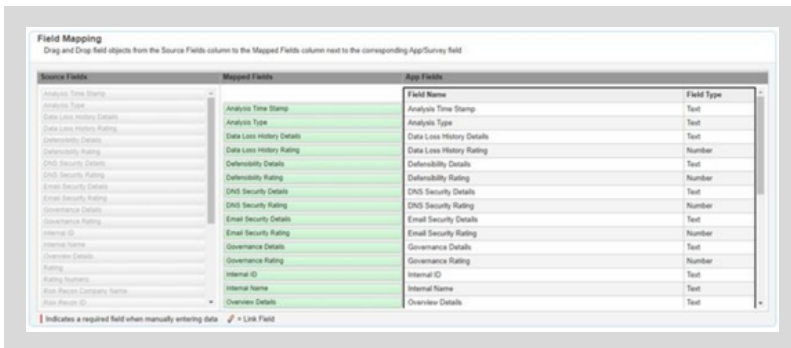 Field Mapping
Drag and Drop field objects from the Source Fields column to the Mapped Fields column next to the corresponding App/Survey field
Source Fields Mapped Fields App Fields
Field Name Field Type
Analysis Time Stamp
Analysis Type
Data Loss History Details
Data Loss History Rating
Defensibility Details
Defensibility Rating
DNS Security Details
DNS Security Rating
Email Security Details
Email Security Rating
Governance Details
Governance Rating
Internal ID
Internal Name
Overview Details
Rating
Rating Numeric
Risk Recon Company Name
Risk Recon ID
Analysis Time Stamp Analysis Time Stamp Text
Analysis Type Analysis Type Text
Data Loss History Details Data Loss History Details Text
Data Loss History Rating Data Loss History Rating Number
Defensibility Details Defensibility Details Text
Defensibility Rating Defensibility Rating Number
DNS Security Details DNS Security Details Text
DNS Security Rating DNS Security Rating Number
Email Security Details Email Security Details Text
Email Security Rating Email Security Rating Number
Governance Details Governance Details Text
Governance Rating Governance Rating Number
Internal ID Internal ID Text
Internal Name Internal Name Text
Overview Details Overview Details Text
Indicates a required field when manually entering data = Link Field